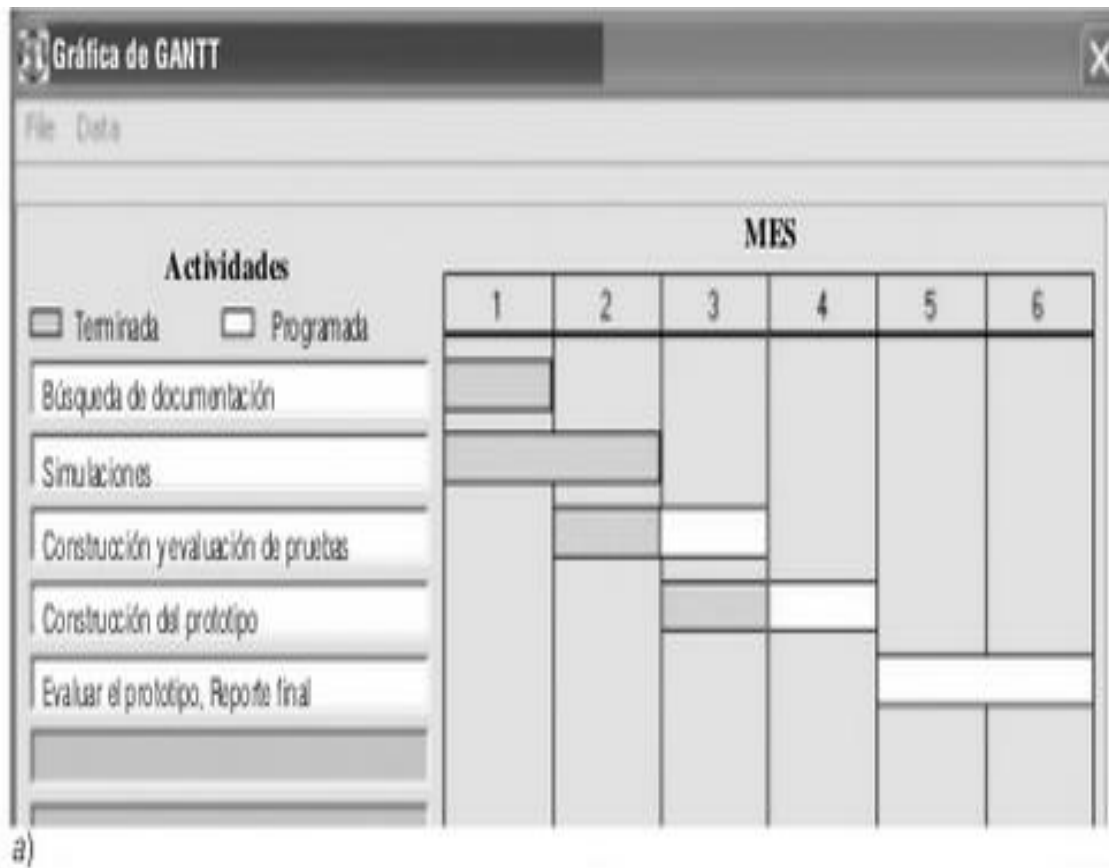 Gráfica de GANTT
File Data
MES
Actividades
Terminada Programada
1 2 3 4 5 6
Búsqueda de documentación
Simulaciones
Construcción y evaluación de pruebas
Construcción del prototipo
Evaluar el prototipo, Reporte final
a)